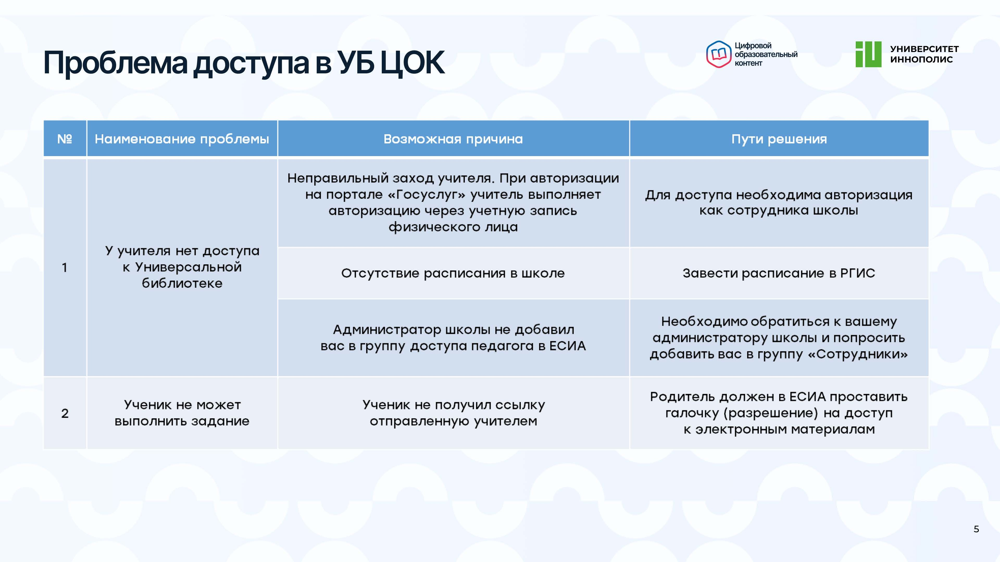 Проблема доступа в УБ ЦОК
Цифровой
образовательный
контент
УНИВЕРСИТЕТ
ИННОПОЛИС
№
Наименование проблемы
Возможная причина
Пути решения
1
У учителя нет доступа
к Универсальной
библиотеке
Неправильный заход учителя. При авторизации
на портале «Госуслуг» учитель выполняет
авторизацию через учетную запись
физического лица
Для доступа необходима авторизация
как сотрудника школы
Отсутствие расписания в школе
Завести расписание в РГИС
Администратор школы не добавил
вас в группу доступа педагога в ЕСИА
Необходимо обратиться к вашему
администратору школы и попросить
добавить вас в группу «Сотрудники»
2
Ученик не может
выполнить задание
Ученик не получил ссылку
отправленную учителем
Родитель должен в ЕСИА проставить
галочку (разрешение) на доступ
к электронным материалам
5